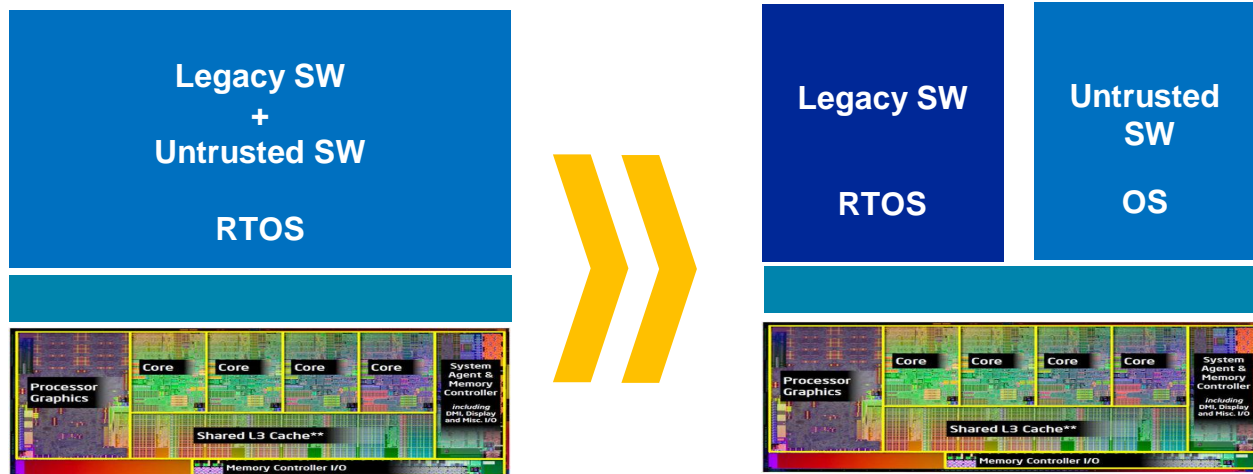 Legacy SW
+
Untrusted SW
RTOS
Processor
Graphics
Core
Core
Core
Core
System
Agent &
Memory
Controller
including
DMI, Display
and Misc. I/O
Shared L3 Cache**
Memory Controller I/O
Legacy SW
RTOS
Untrusted
SW
OS
Processor
Graphics
Core
Core
Core
Core
System
Agent &
Memory
Controller
including
DMI, Display
and Misc. I/O
Shared L3 Cache**
Memory Controller I/O